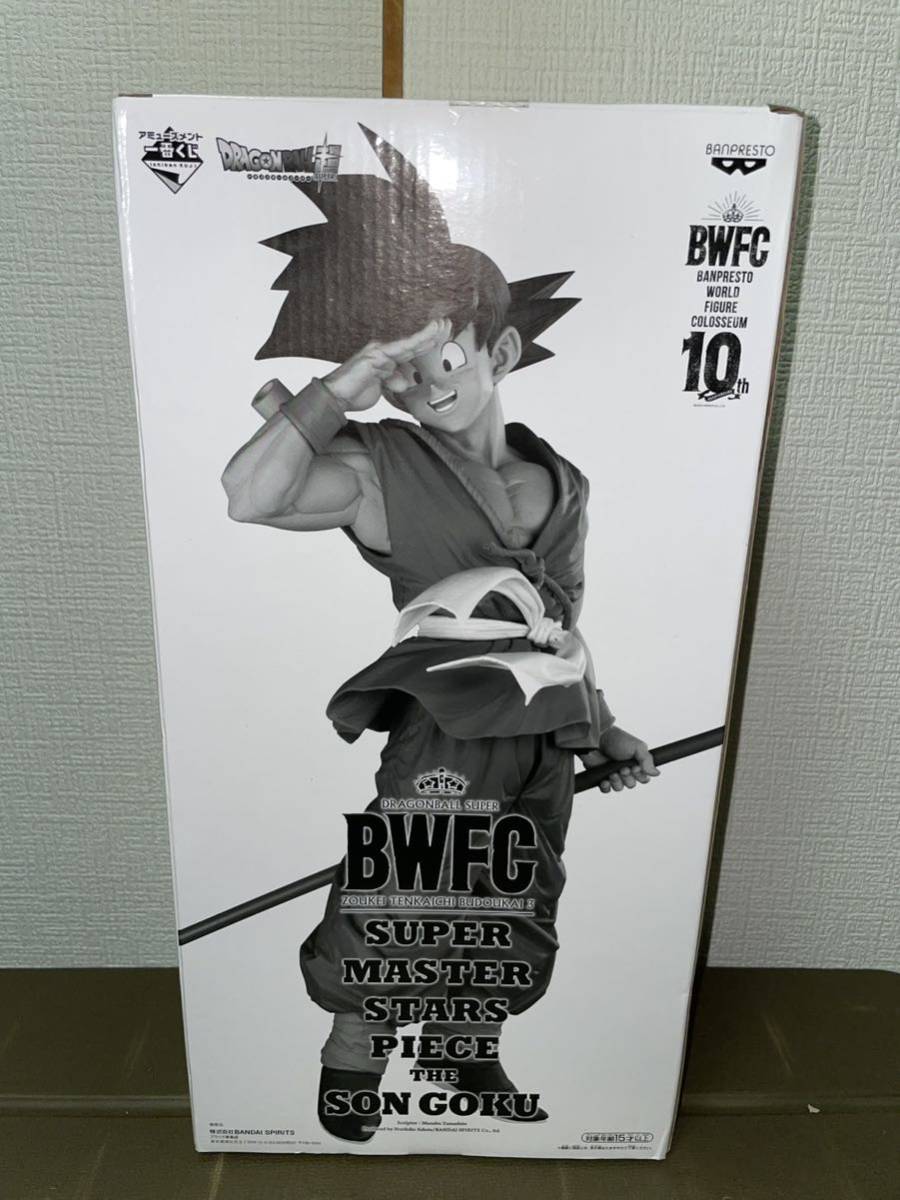 アミューズメント
一番くじ
ICHIBAN KUJI
DRAGONBALL超
SUPER
BANPRESTO
BWFC
BANPRESTO
WORLD
FIGURE
COLOSSEUM
10th
DRAGONBALL SUPER
BWFC
ZOUKEI TENKAICHI BUDOUKAI 3
SUPER
MASTER
STARS
PIECE
THE
SON GOKU
株式会社BANDAI SPIRITS
対象年齢15才以上